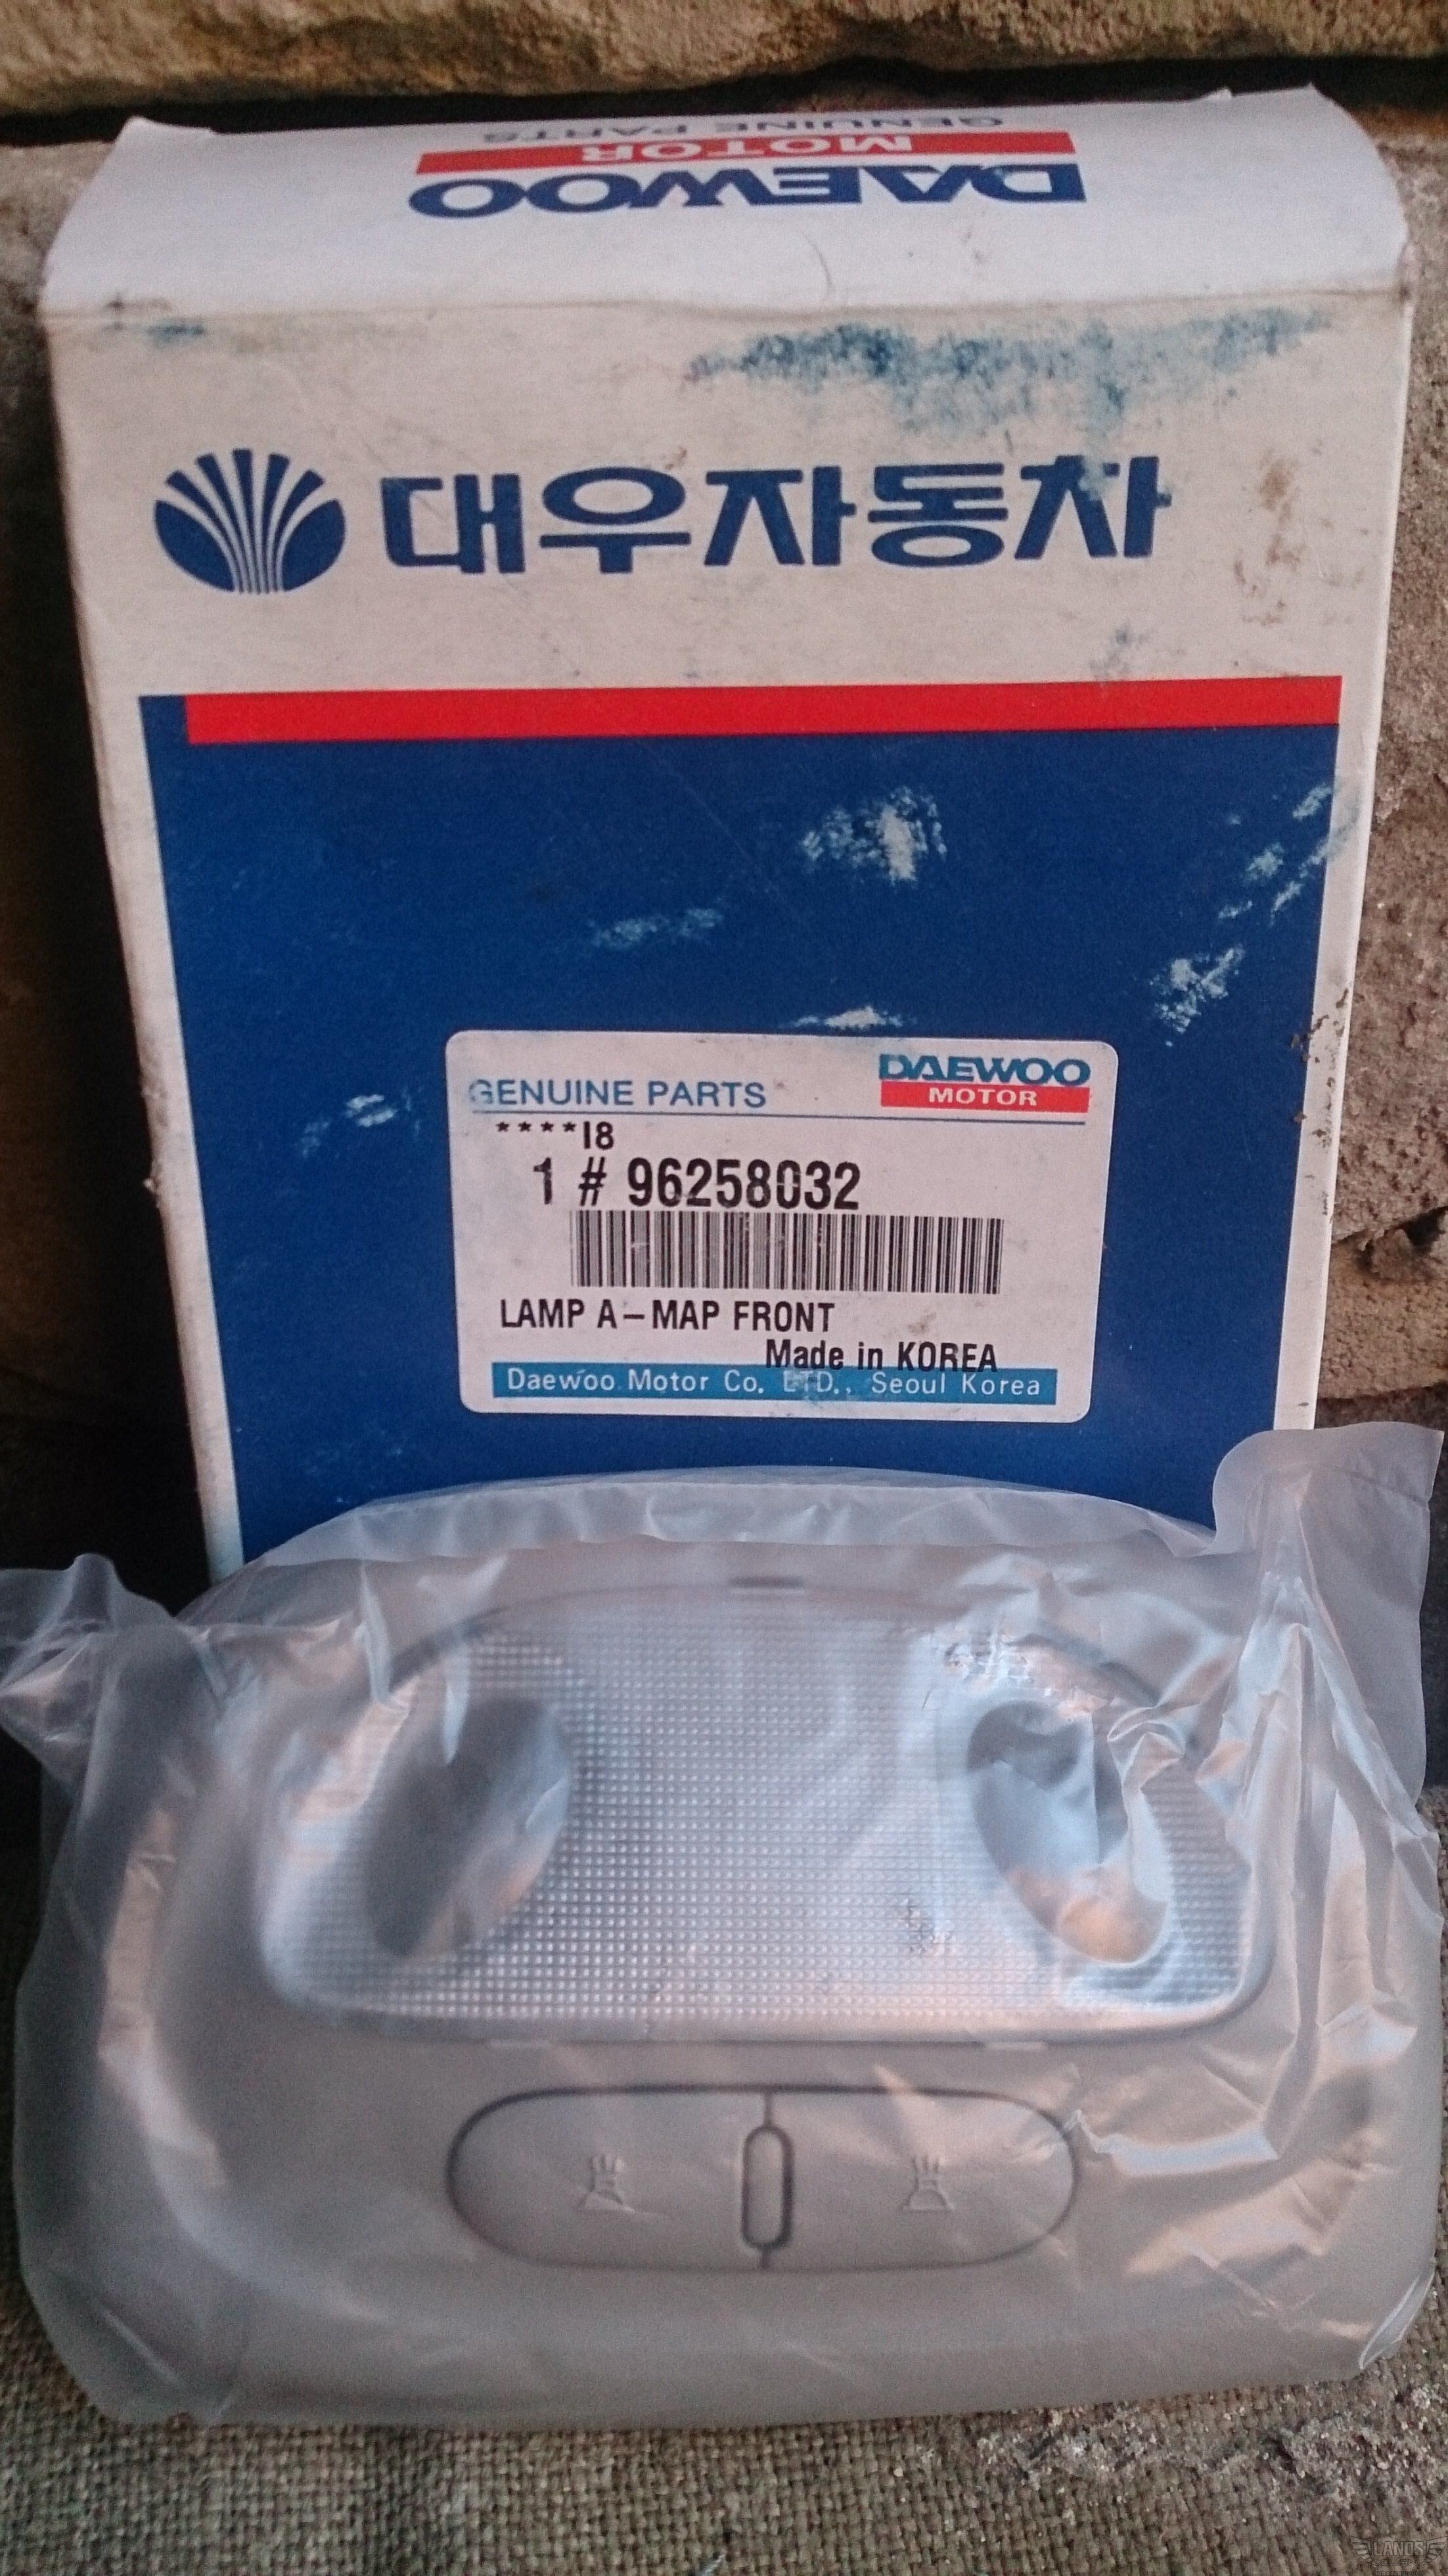 GENUINE PARTS
MOTOR
DAEWOO
대우자동차
GENUINE PARTS
DAEWOO
MOTOR
****I8
1 # 96258032
LAMP A-MAP FRONT
Made in KOREA
Daewoo Motor Co. LTD., Seoul Korea
LANOS